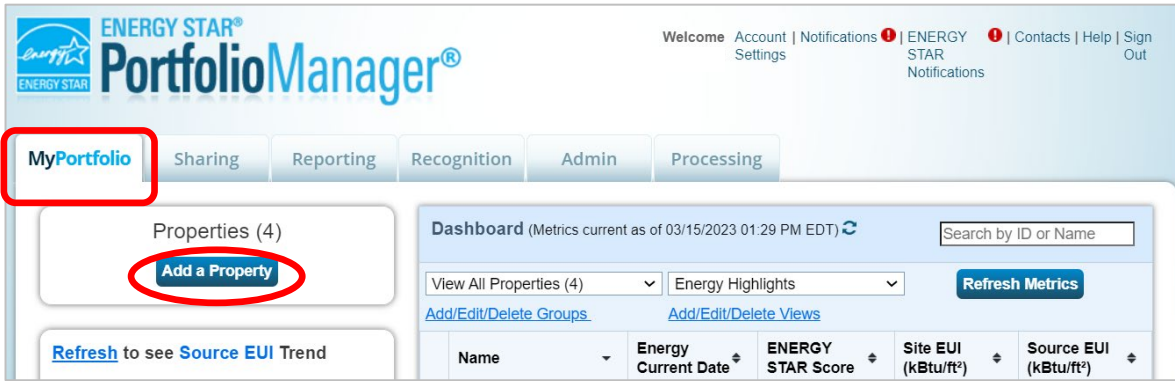 ENERGY STAR®
PortfolioManager®
energy
ENERGY STAR
Welcome Account Settings | Notifications | ENERGY STAR Notifications | Contacts | Help | Sign Out
MyPortfolio Sharing Reporting Recognition Admin Processing
Properties (4)
Add a Property
Refresh to see Source EUI Trend
Dashboard (Metrics current as of 03/15/2023 01:29 PM EDT) Search by ID or Name
View All Properties (4) Energy Highlights Refresh Metrics
Add/Edit/Delete Groups Add/Edit/Delete Views
Name Energy Current Date ENERGY STAR Score Site EUI (kBtu/ft²) Source EUI (kBtu/ft²)